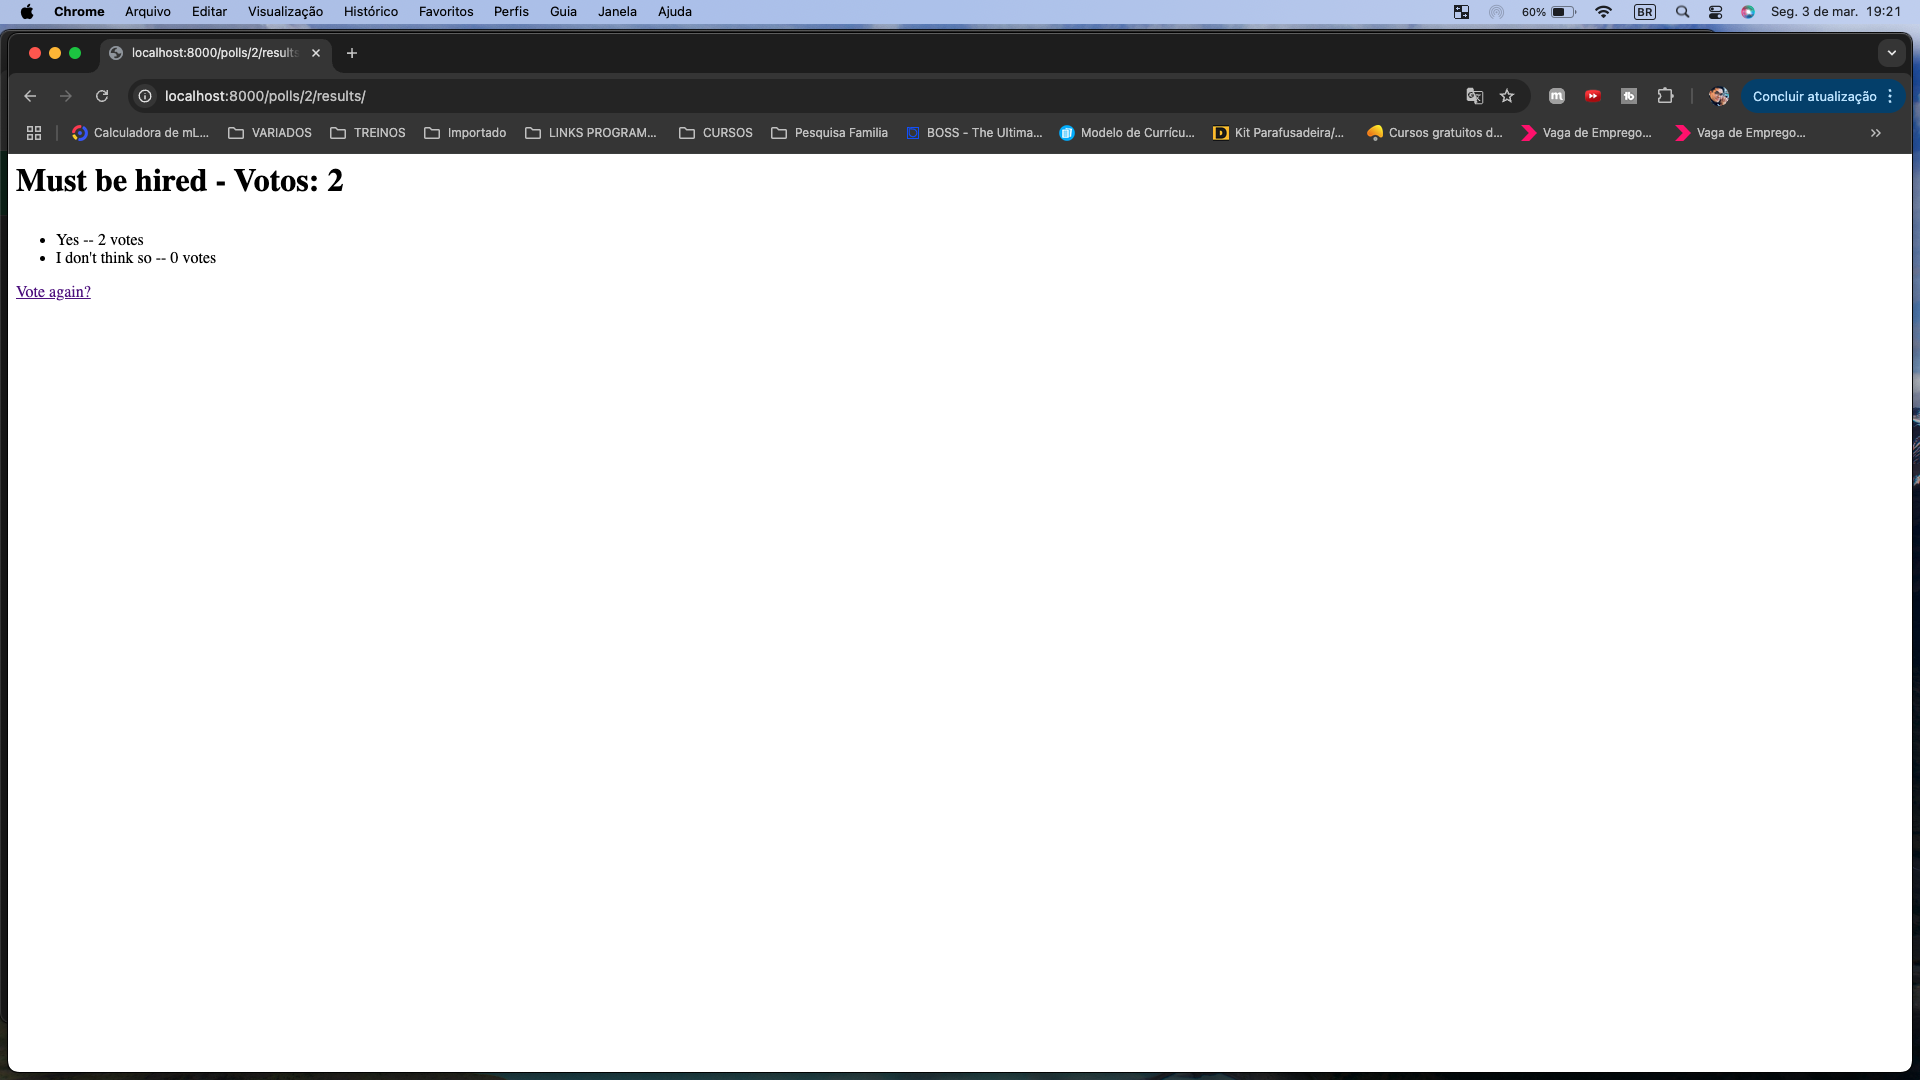 Chrome Arquivo Editar Visualização Histórico Favoritos Perfis Guia Janela Ajuda 60% BR Seg. 3 de mar. 19:21
localhost:8000/polls/2/results
localhost:8000/polls/2/results/ Concluir atualização
Calculadora de mL... VARIADOS TREINOS Importado LINKS PROGRAM... CURSOS Pesquisa Familia BOSS - The Ultima... Modelo de Currícu... Kit Parafusadeira/... Cursos gratuitos d... Vaga de Emprego... Vaga de Emprego... »
Must be hired - Votos: 2
• Yes -- 2 votes
• I don't think so -- 0 votes
Vote again?